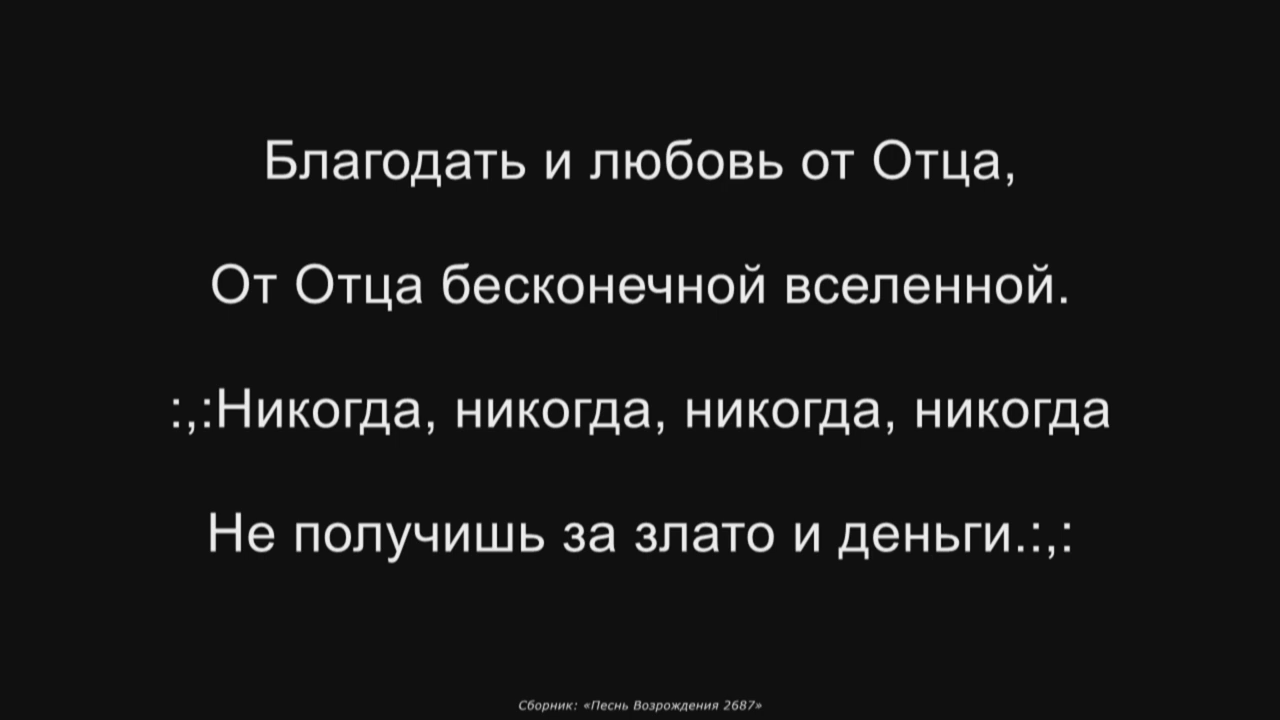 Благодать и любовь от Отца,
От Отца бесконечной вселенной.
:,:Никогда, никогда, никогда, никогда
Не получишь за злато и деньги.:,:
Сборник: «Песнь Возрождения 2687»